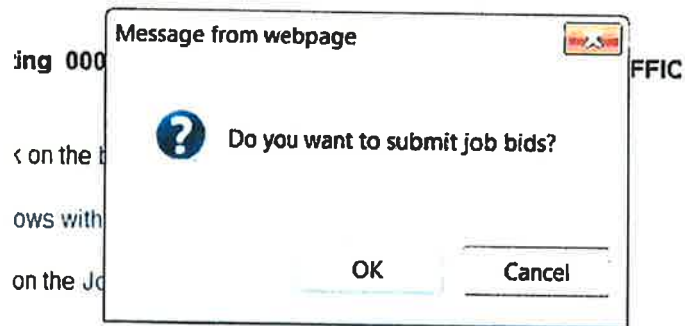 Message from webpage
ting 000 FFIC
Do you want to submit job bids?
k on the b
ows with
OK Cancel
on the Jo